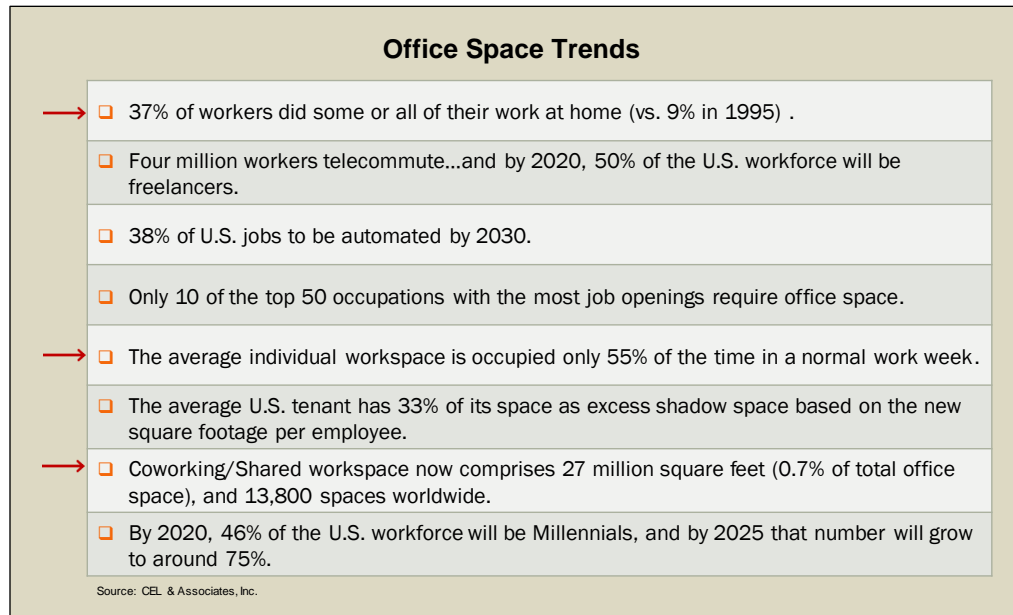 Office Space Trends
37% of workers did some or all of their work at home (vs. 9% in 1995) .
Four million workers telecommute...and by 2020, 50% of the U.S. workforce will be
freelancers.
38% of U.S. jobs to be automated by 2030.
Only 10 of the top 50 occupations with the most job openings require office space.
The average individual workspace is occupied only 55% of the time in a normal work week.
The average U.S. tenant has 33% of its space as excess shadow space based on the new
square footage per employee.
Coworking/Shared workspace now comprises 27 million square feet (0.7% of total office
space), and 13,800 spaces worldwide.
By 2020, 46% of the U.S. workforce will be Millennials, and by 2025 that number will grow
to around 75%.
Source: CEL & Associates, Inc.